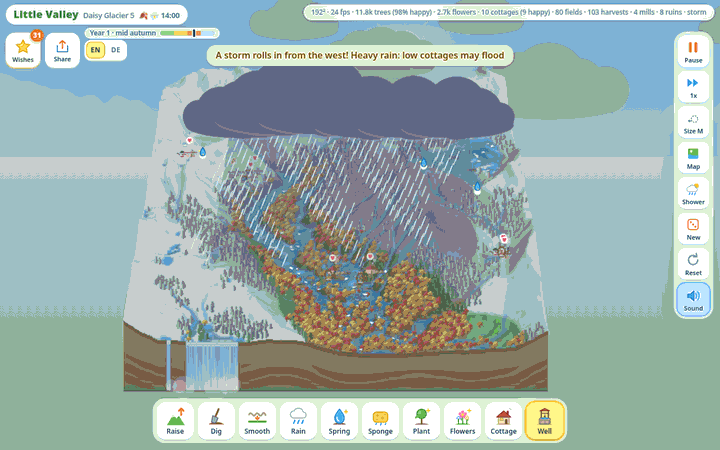 Little Valley Daisy Glacier 5 14:00
192² · 24 fps · 11.8k trees (98% happy) · 2.7k flowers · 10 cottages (9 happy) · 80 fields · 103 harvests · 4 mills · 8 ruins · storm
31
Wishes
Share
Year 1 · mid autumn
EN
DE
A storm rolls in from the west! Heavy rain: low cottages may flood
Pause
1x
Size M
Map
Shower
New
Reset
Sound
Raise
Dig
Smooth
Rain
Spring
Sponge
Plant
Flowers
Cottage
Well